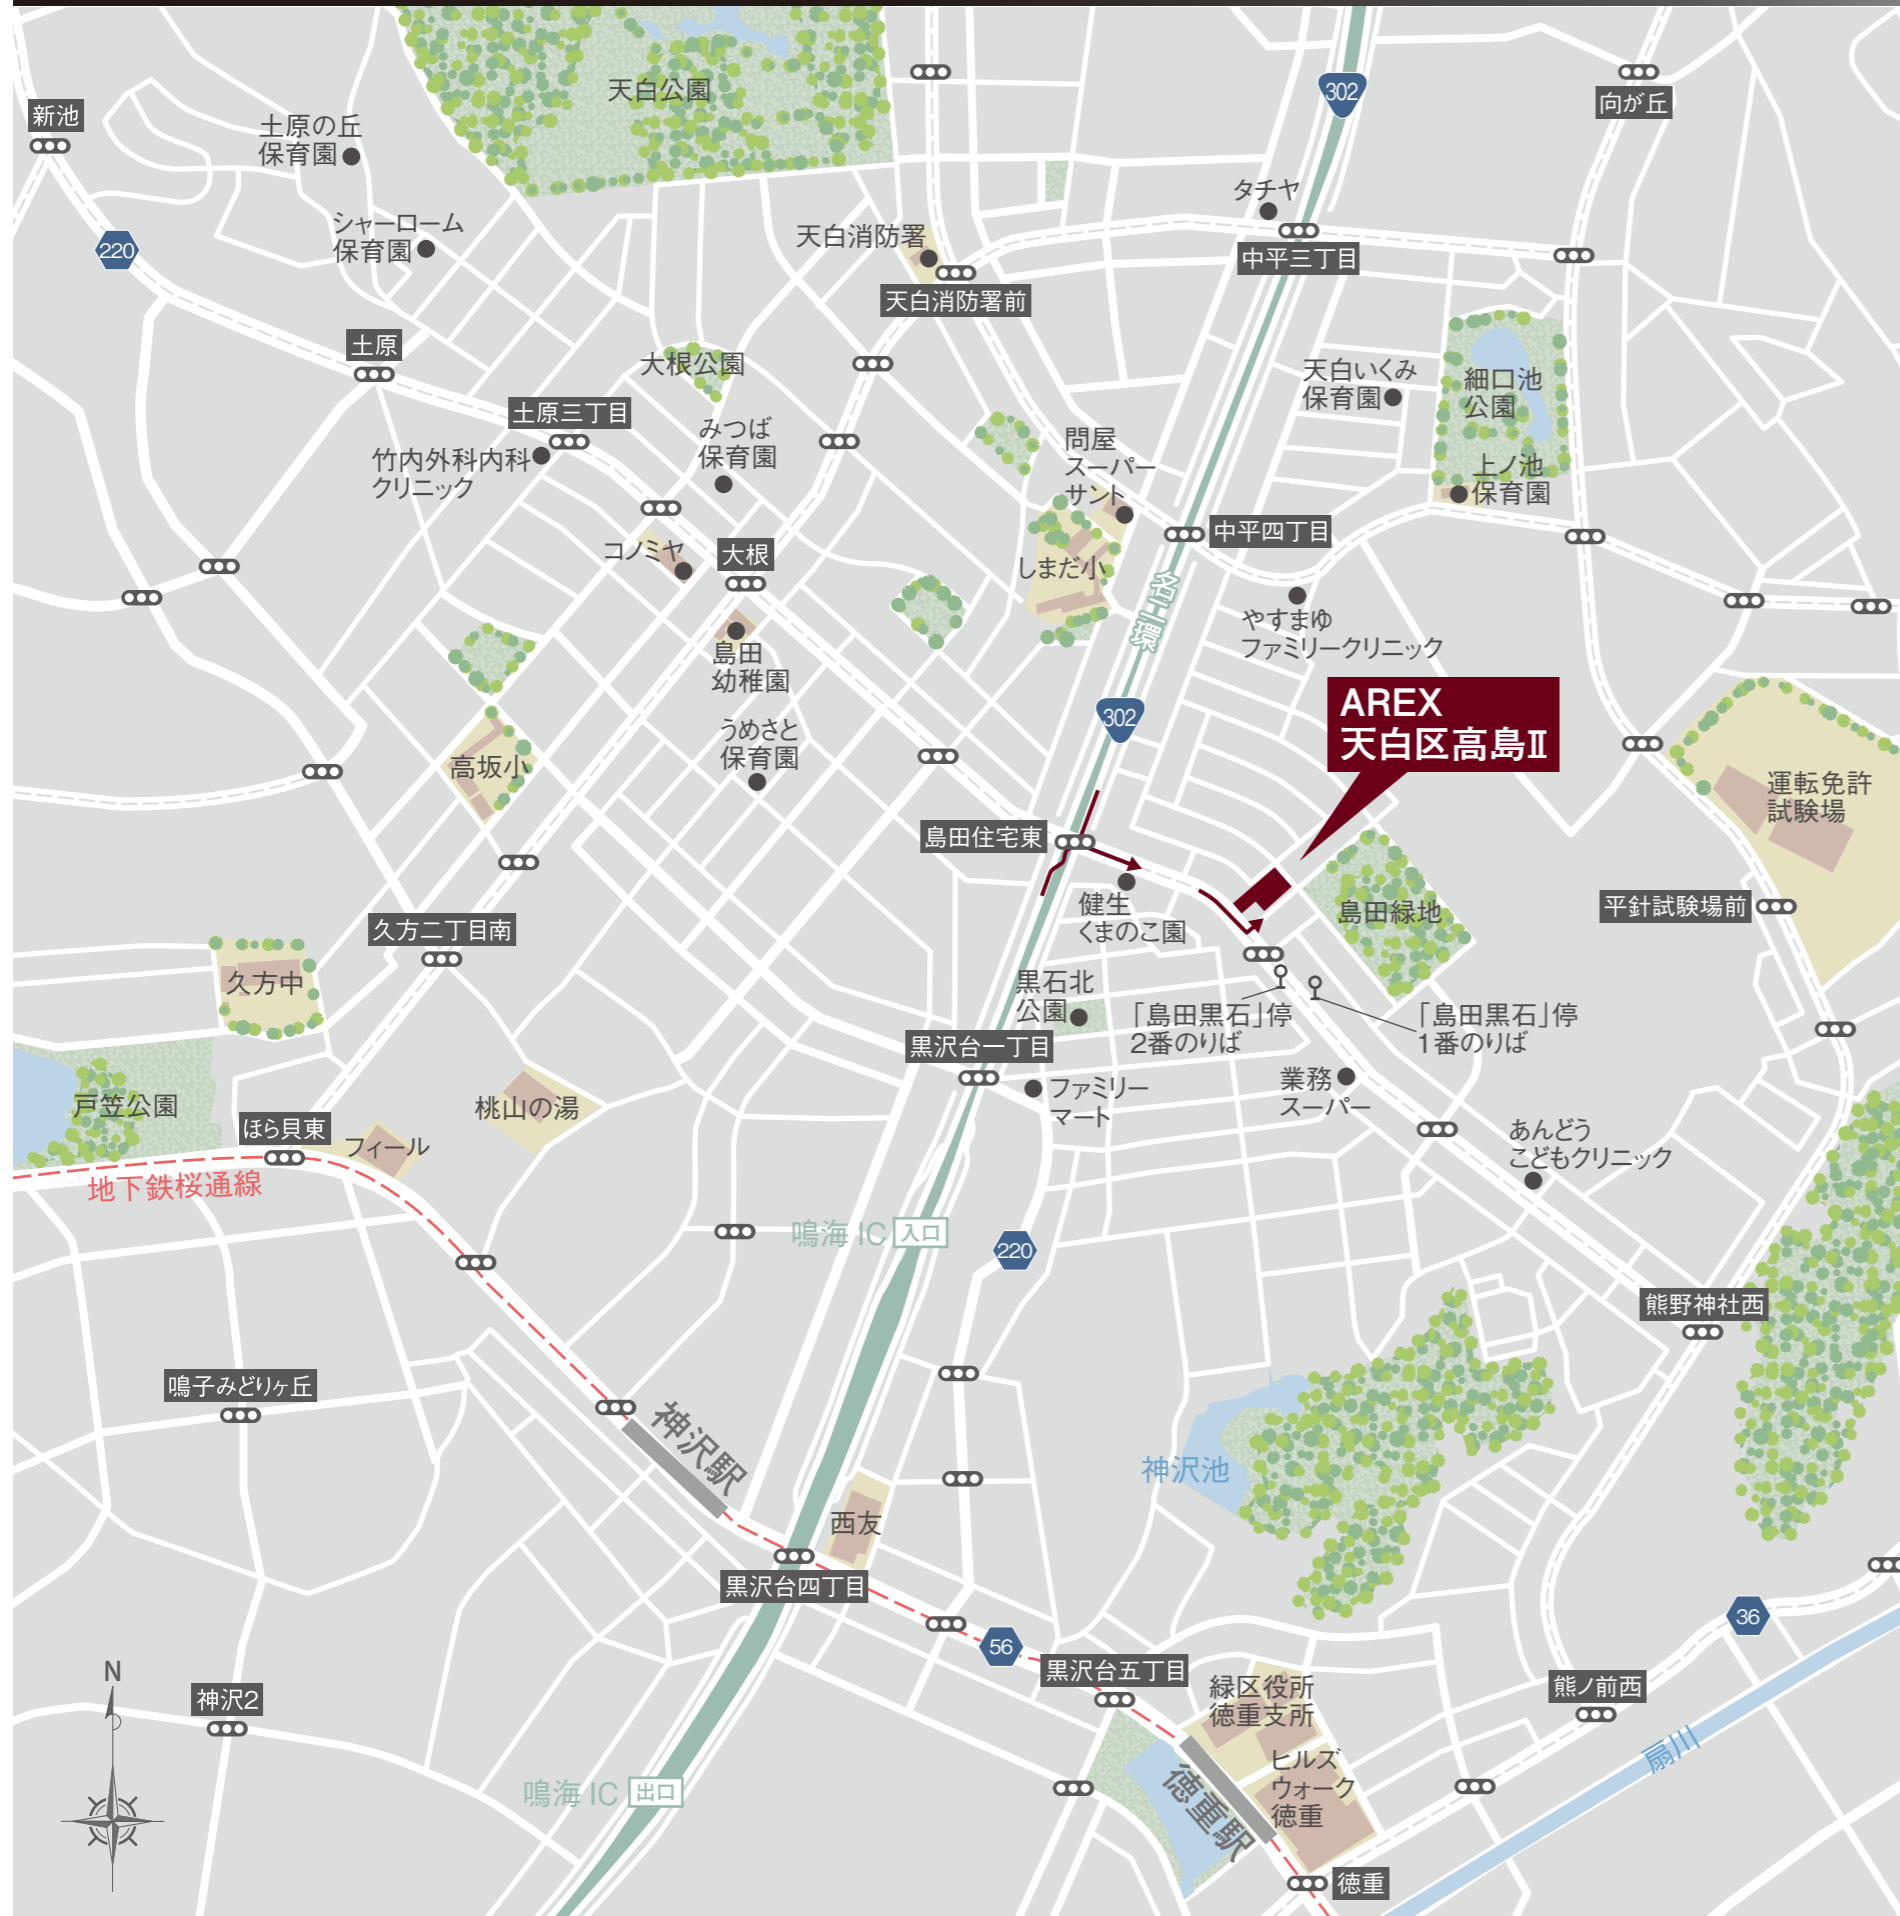 天白公園
302
向が丘
新池
土原の丘
保育園
タチヤ
シャーローム
保育園
天白消防署
220
中平三丁目
天白消防署前
土原
大根公園
天白いくみ
保育園
細口池
公園
土原三丁目
みつば
保育園
問屋
スーパー
サント
竹内外科内科
クリニック
上ノ池
保育園
中平四丁目
コノミヤ
大根
しまだ小
名二環
やすまゆ
ファミリークリニック
島田
幼稚園
AREX
天白区高島Ⅱ
302
うめさと
保育園
高坂小
運転免許
試験場
島田住宅東
健生
くまのこ園
島田緑地
平針試験場前
久方二丁目南
久方中
黒石北
公園
「島田黒石」停
2番のりば
「島田黒石」停
1番のりば
黒沢台一丁目
戸笠公園
桃山の湯
ファミリー
マート
業務
スーパー
ほら貝東
フィール
あんどう
こどもクリニック
地下鉄桜通線
鳴海 IC 入口
220
熊野神社西
鳴子みどりヶ丘
神沢駅
神沢池
西友
黒沢台四丁目
36
56
N
黒沢台五丁目
緑区役所
徳重支所
熊ノ前西
神沢2
扇川
ヒルズ
ウォーク
徳重
鳴海 IC 出口
徳重駅
徳重